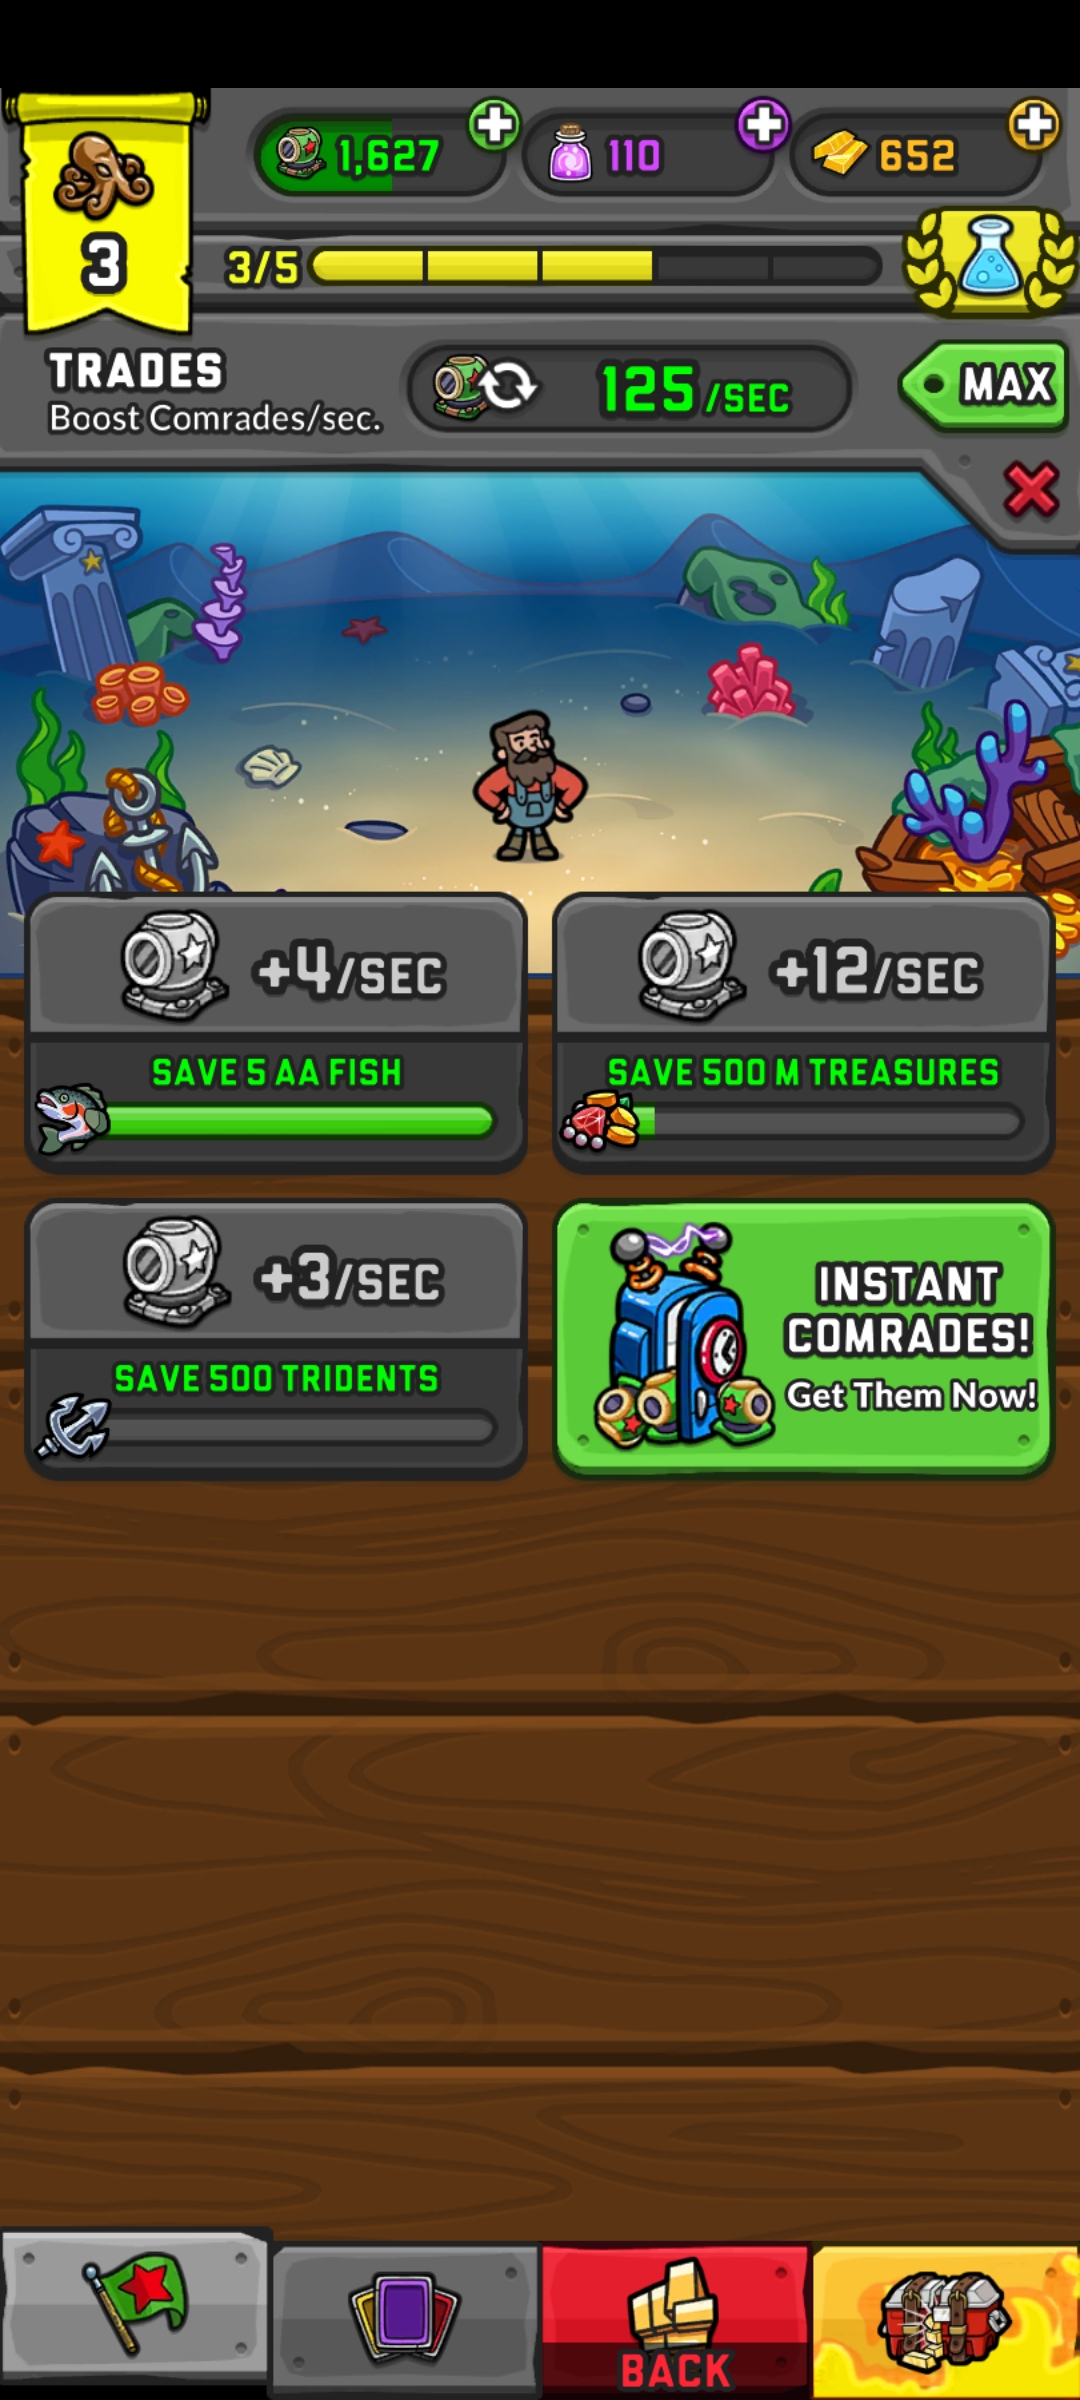 1,627
110
652
3
3/5
TRADES
Boost Comrades/sec.
125 /SEC
MAX
+4/SEC
SAVE 5 AA FISH
+12/SEC
SAVE 500 M TREASURES
+3/SEC
SAVE 500 TRIDENTS
INSTANT
COMRADES!
Get Them Now!
BACK